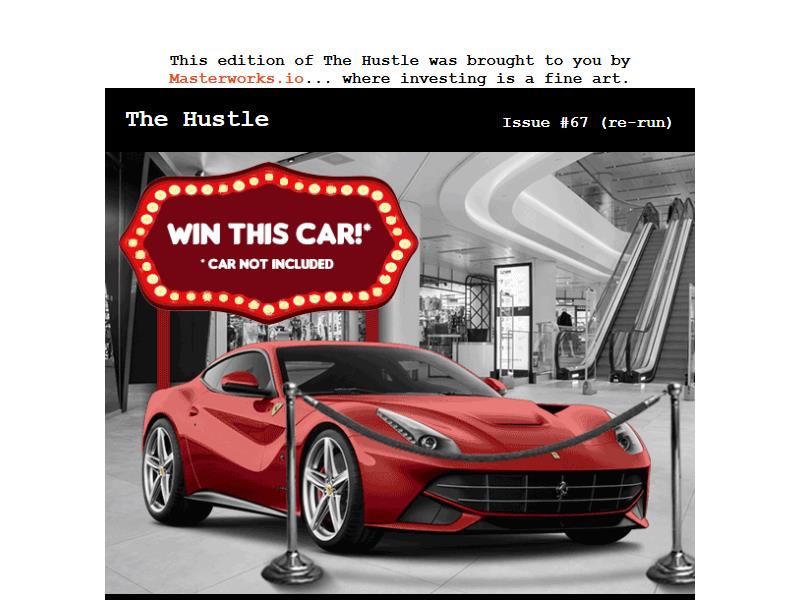 This edition of The Hustle was brought to you by
Masterworks.io... where investing is a fine art.
The Hustle
Issue #67 (re-run)
WIN THIS CAR!*
* CAR NOT INCLUDED